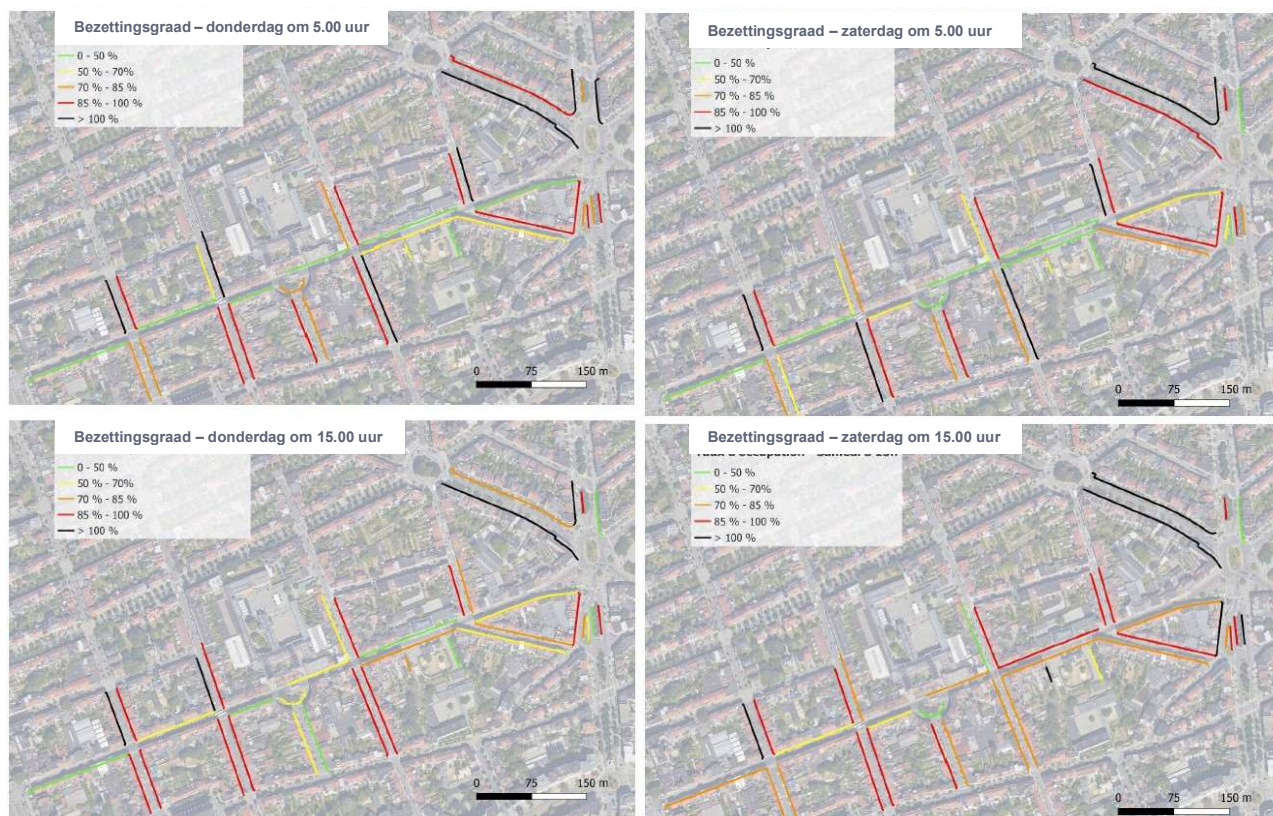 Bezettingsgraad – donderdag om 5.00 uur
0 - 50 %
50 % - 70%
70 % - 85 %
85 % - 100 %
> 100 %
0 75 150 m
Bezettingsgraad – zaterdag om 5.00 uur
0 - 50 %
50 % - 70%
70 % - 85 %
85 % - 100 %
> 100 %
0 75 150 m
Bezettingsgraad – donderdag om 15.00 uur
0 - 50 %
50 % - 70%
70 % - 85 %
85 % - 100 %
> 100 %
0 75 150 m
Bezettingsgraad – zaterdag om 15.00 uur
0 - 50 %
50 % - 70%
70 % - 85 %
85 % - 100 %
> 100 %
0 75 150 m